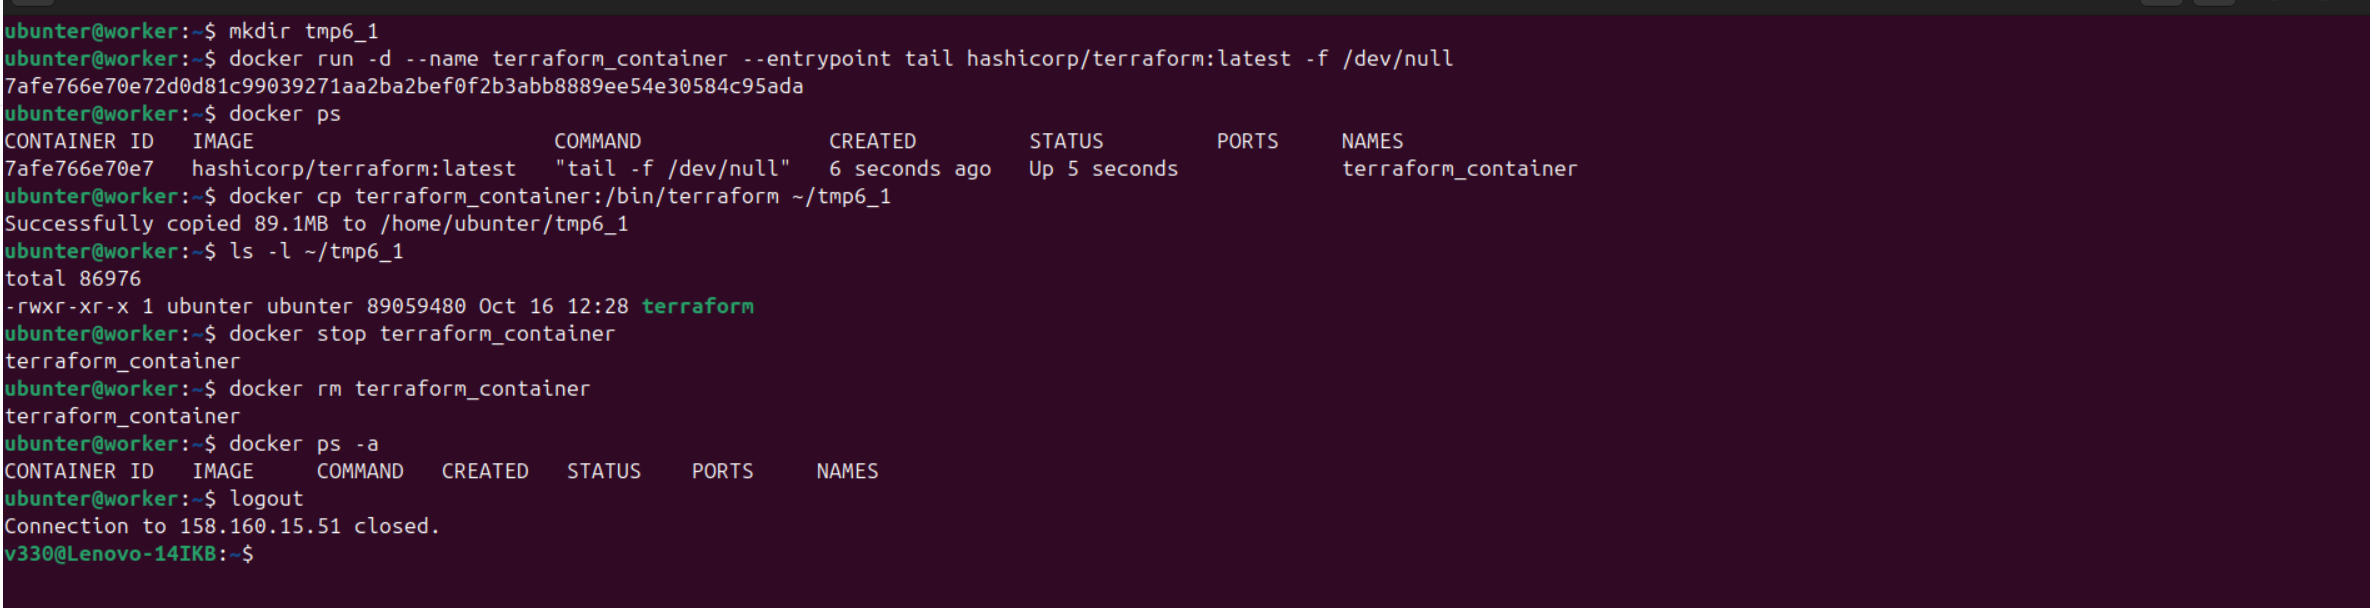 ubunter@worker:~$ mkdir tmp6_1
ubunter@worker:~$ docker run -d --name terraform_container --entrypoint tail hashicorp/terraform:latest -f /dev/null
7afe766e70e72d0d81c99039271aa2ba2bef0f2b3abb8889ee54e30584c95ada
ubunter@worker:~$ docker ps
CONTAINER ID   IMAGE                        COMMAND               CREATED         STATUS         PORTS     NAMES
7afe766e70e7   hashicorp/terraform:latest   "tail -f /dev/null"   6 seconds ago   Up 5 seconds             terraform_container
ubunter@worker:~$ docker cp terraform_container:/bin/terraform ~/tmp6_1
Successfully copied 89.1MB to /home/ubunter/tmp6_1
ubunter@worker:~$ ls -l ~/tmp6_1
total 86976
-rwxr-xr-x 1 ubunter ubunter 89059480 Oct 16 12:28 terraform
ubunter@worker:~$ docker stop terraform_container
terraform_container
ubunter@worker:~$ docker rm terraform_container
terraform_container
ubunter@worker:~$ docker ps -a
CONTAINER ID   IMAGE     COMMAND   CREATED   STATUS    PORTS     NAMES
ubunter@worker:~$ logout
Connection to 158.160.15.51 closed.
v330@Lenovo-14IKB:~$